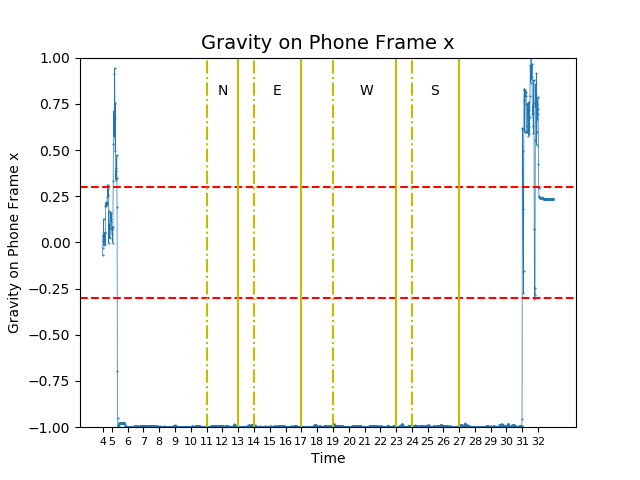 Gravity on Phone Frame x
Gravity on Phone Frame x
1.00
0.75
0.50
0.25
0.00
−0.25
−0.50
−0.75
−1.00
N E W S
4 5 6 7 8 9 10 11 12 13 14 15 16 17 18 19 20 21 22 23 24 25 26 27 28 29 30 31 32
Time